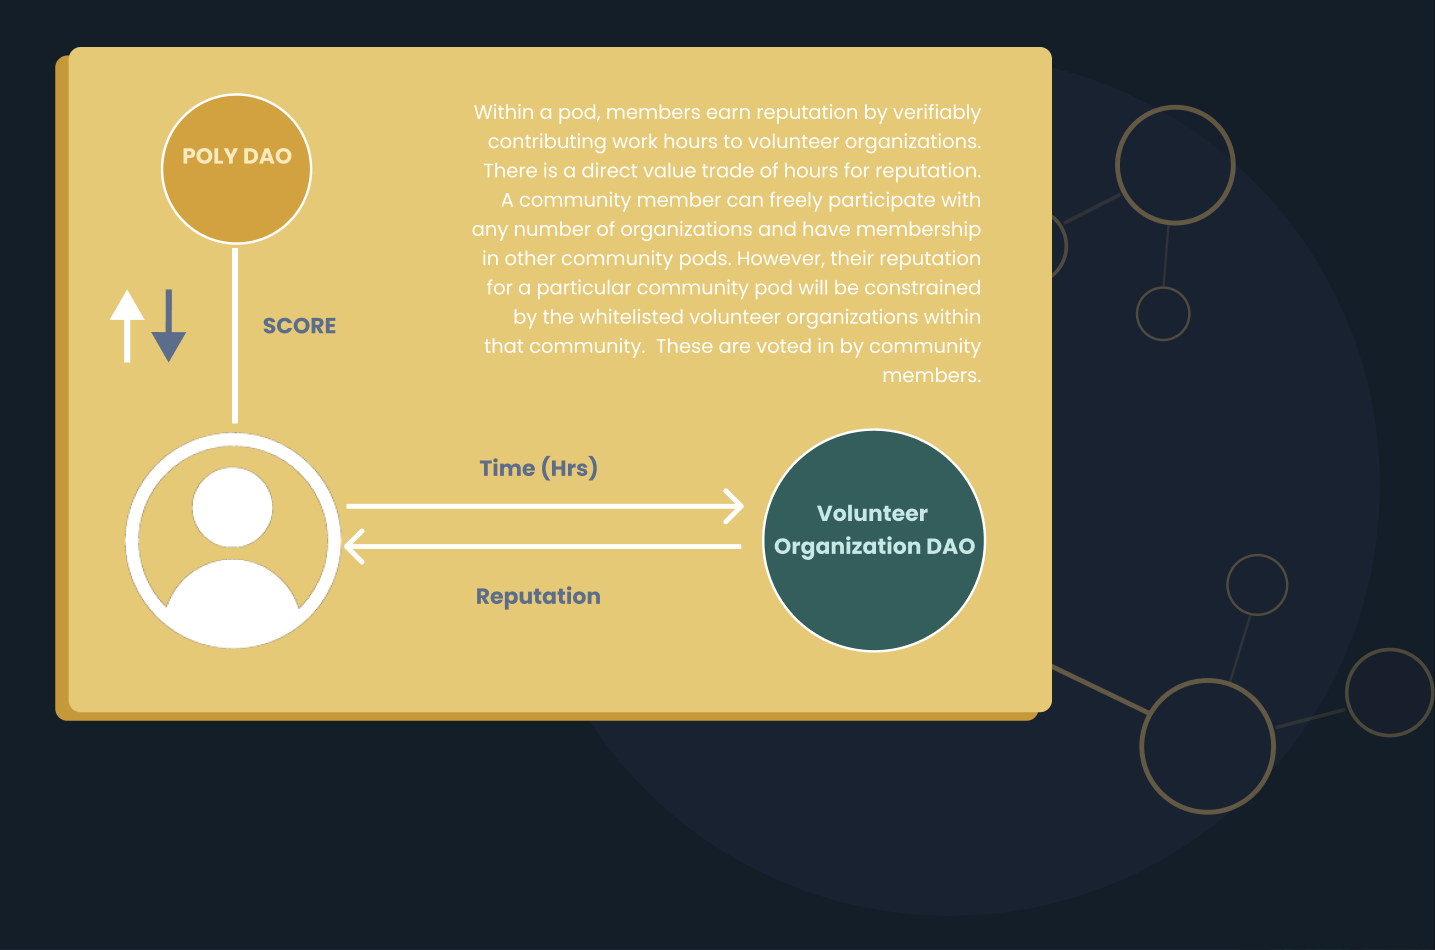 POLY DAO
Within a pod, members earn reputation by verifiably
contributing work hours to volunteer organizations.
There is a direct value trade of hours for reputation.
A community member can freely participate with
any number of organizations and have membership
in other community pods. However, their reputation
for a particular community pod will be constrained
by the whitelisted volunteer organizations within
that community.  These are voted in by community
members.
SCORE
Time (Hrs)
Volunteer
Organization DAO
Reputation